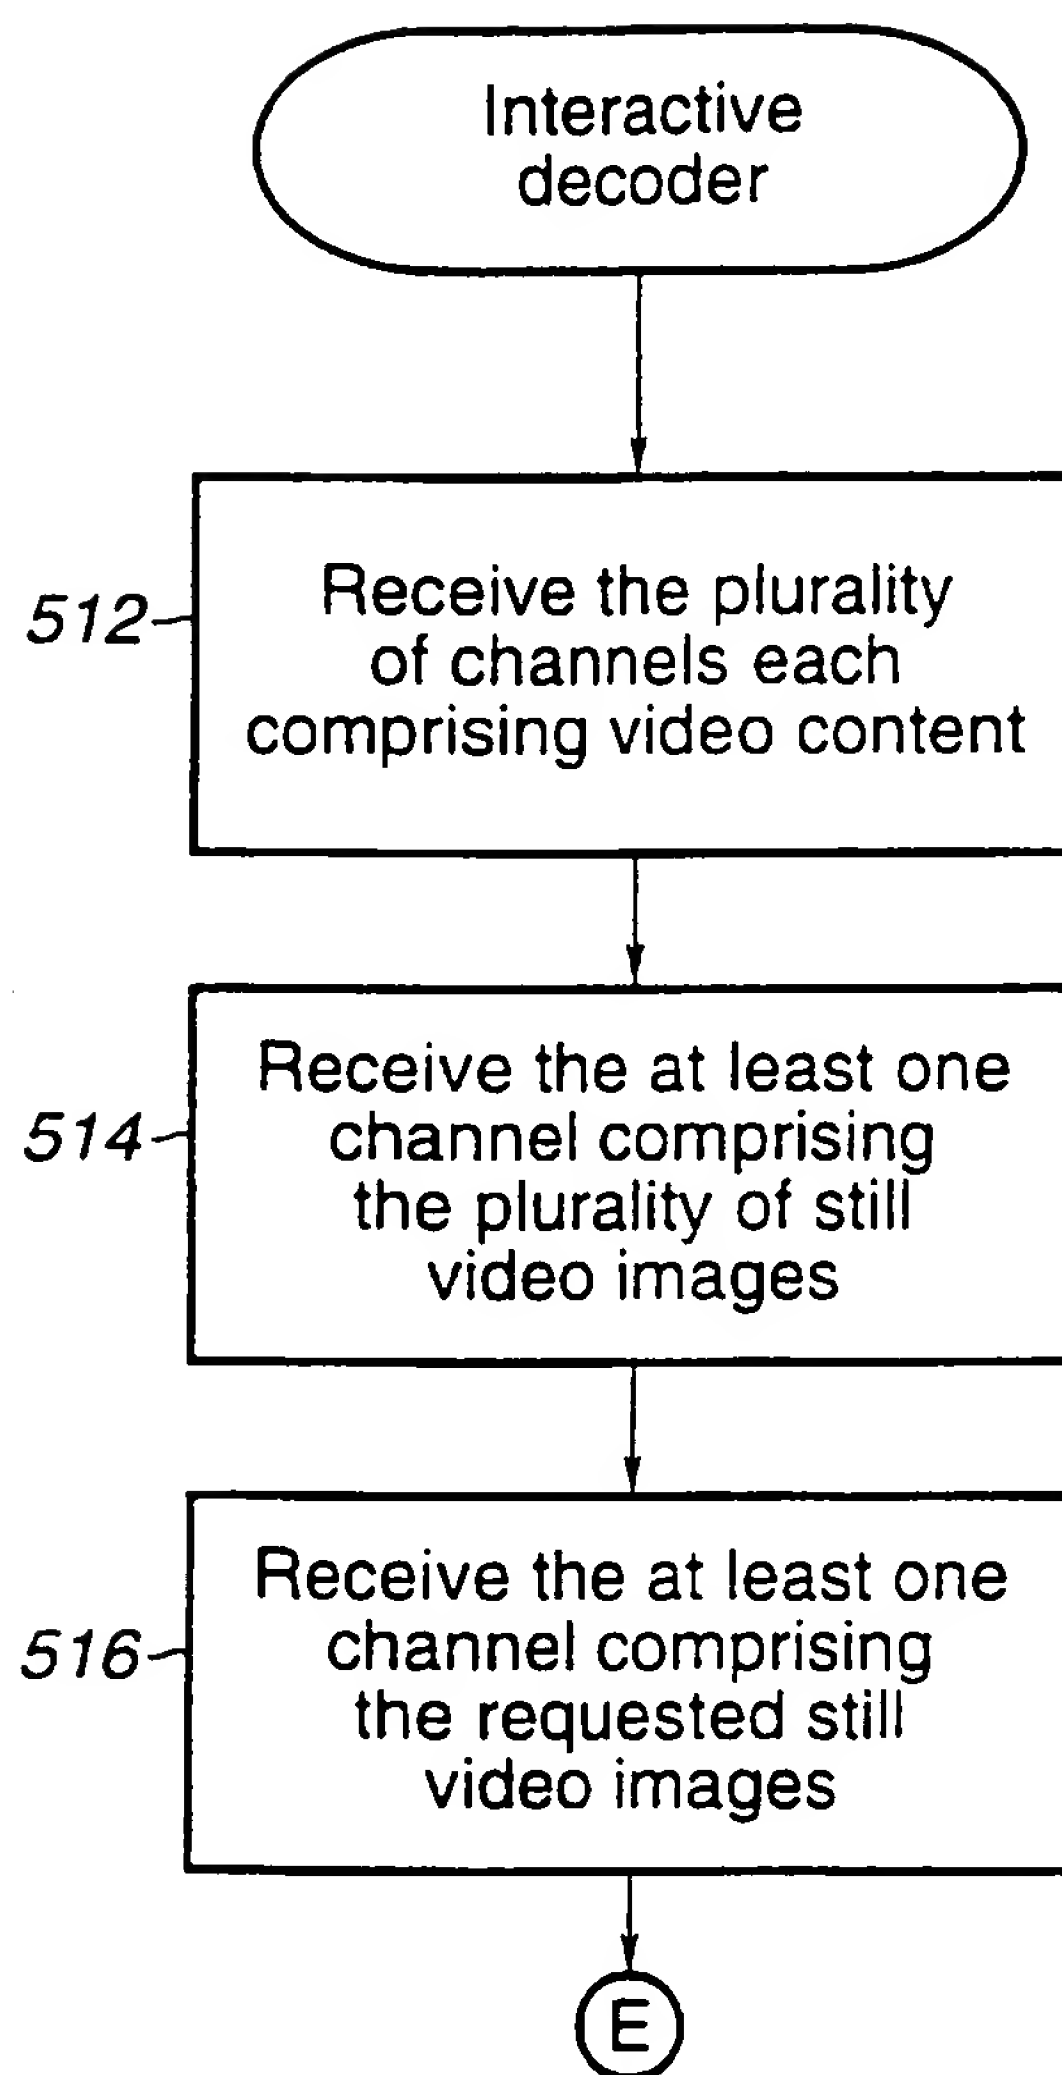 Interactive
decoder
512
Receive the plurality
of channels each
comprising video content
514
Receive the at least one
channel comprising
the plurality of still
video images
516
Receive the at least one
channel comprising
the requested still
video images
E